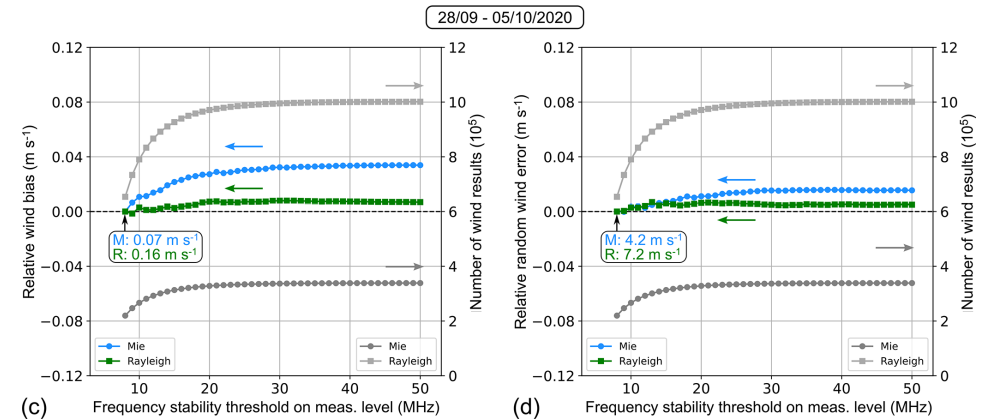 28/09 - 05/10/2020
Relative wind bias (m s⁻¹)
0.12
0.08
0.04
0.00
−0.04
−0.08
−0.12
M: 0.07 m s⁻¹
R: 0.16 m s⁻¹
Mie
Rayleigh
Mie
Rayleigh
12
10
8
6
4
2
0
Number of wind results (10⁵)
10 20 30 40 50
(c) Frequency stability threshold on meas. level (MHz)
Relative random wind error (m s⁻¹)
0.12
0.08
0.04
0.00
−0.04
−0.08
−0.12
M: 4.2 m s⁻¹
R: 7.2 m s⁻¹
Mie
Rayleigh
Mie
Rayleigh
12
10
8
6
4
2
0
Number of wind results (10⁵)
10 20 30 40 50
(d) Frequency stability threshold on meas. level (MHz)